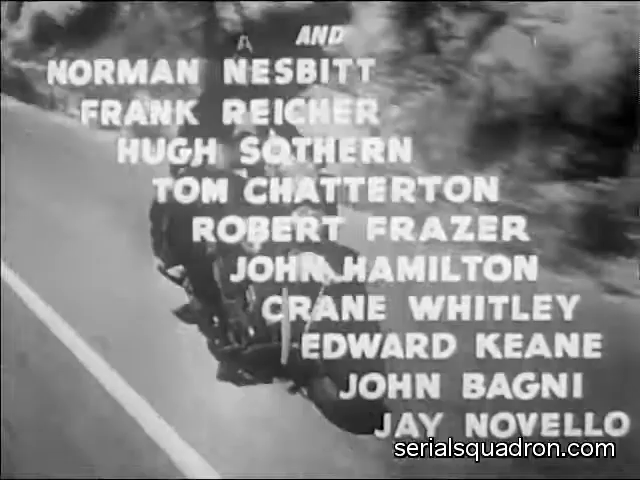 AND
NORMAN NESBITT
FRANK REICHER
HUGH SOTHERN
TOM CHATTERTON
ROBERT FRAZER
JOHN HAMILTON
CRANE WHITLEY
EDWARD KEANE
JOHN BAGNI
JAY NOVELLO
serialsquadron.com